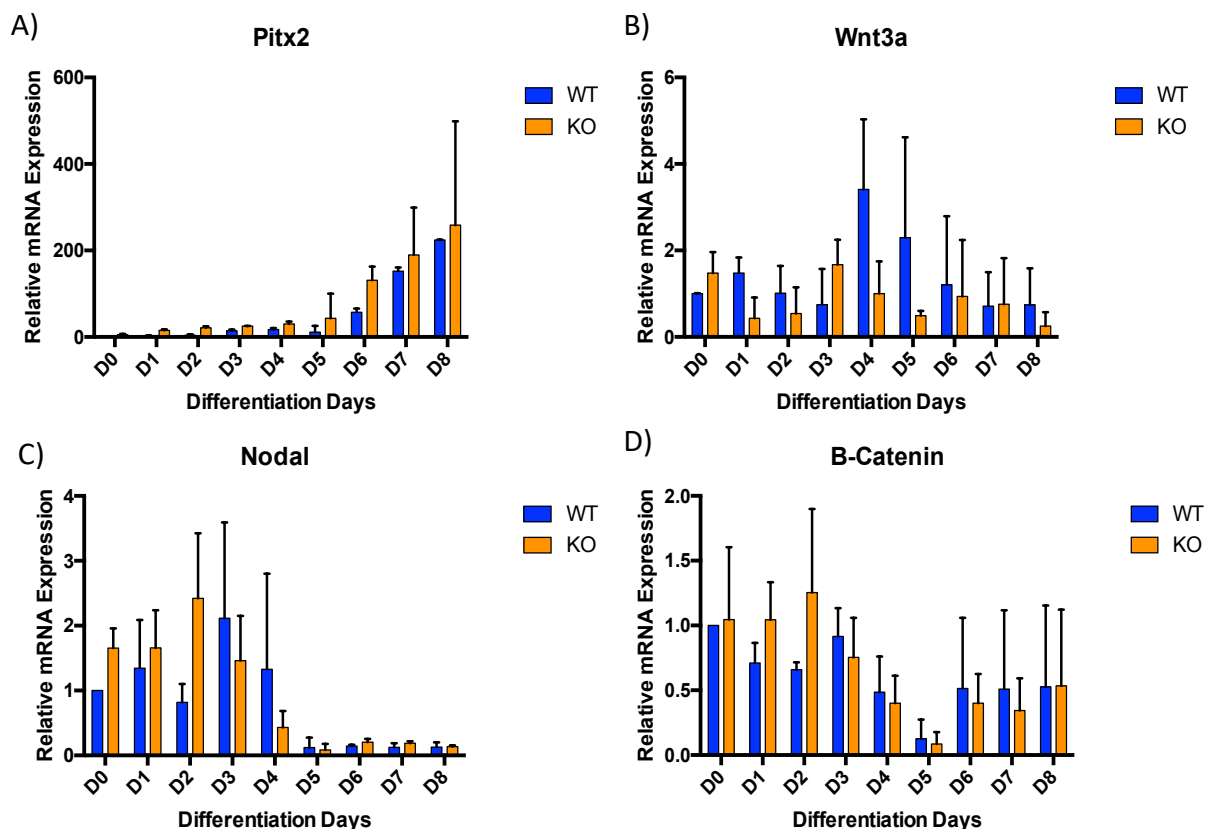 A)
Pitx2
Relative mRNA Expression
600
400
200
0
D0 D1 D2 D3 D4 D5 D6 D7 D8
Differentiation Days
WT
KO
B)
Wnt3a
Relative mRNA Expression
6
4
2
0
D0 D1 D2 D3 D4 D5 D6 D7 D8
Differentiation Days
WT
KO
C)
Nodal
Relative mRNA Expression
4
3
2
1
0
D0 D1 D2 D3 D4 D5 D6 D7 D8
Differentiation Days
WT
KO
D)
B-Catenin
Relative mRNA Expression
2.0
1.5
1.0
0.5
0.0
D0 D1 D2 D3 D4 D5 D6 D7 D8
Differentiation Days
WT
KO